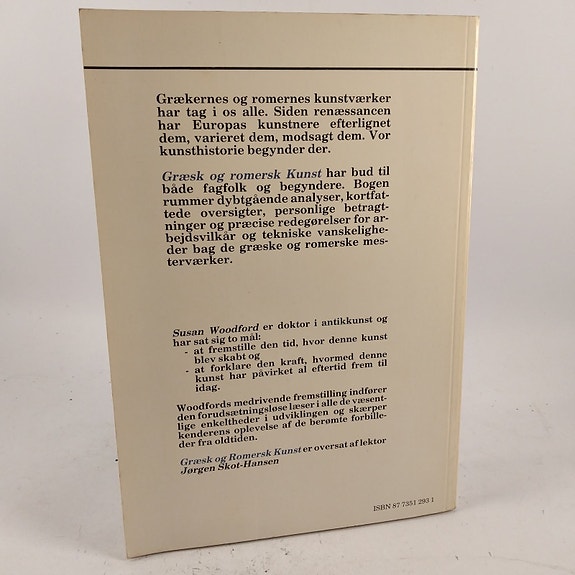 Grækernes og romernes kunstværker
har tag i os alle. Siden renæssancen
har Europas kunstnere efterlignet
dem, varieret dem, modsagt dem. Vor
kunsthistorie begynder der.
Græsk og romersk Kunst har bud til
både fagfolk og begyndere. Bogen
rummer dybtgående analyser, kortfat-
tede oversigter, personlige betragt-
ninger og præcise redegørelser for ar-
bejdsvilkår og tekniske vanskelighe-
der bag de græske og romerske mes-
terværker.
Susan Woodford er doktor i antikkunst og
har sat sig to mål:
- at fremstille den tid, hvor denne kunst
blev skabt og
- at forklare den kraft, hvormed denne
kunst har påvirket al eftertid frem til
idag.
Woodfords medrivende fremstilling indfører
den forudsætningsløse læser i alle de væsent-
lige enkeltheder i udviklingen og skærper
kenderens oplevelse af de berømte forbille-
der fra oldtiden.
Græsk og Romersk Kunst er oversat af lektor
Jørgen Skot-Hansen
ISBN 87 7351 293 1